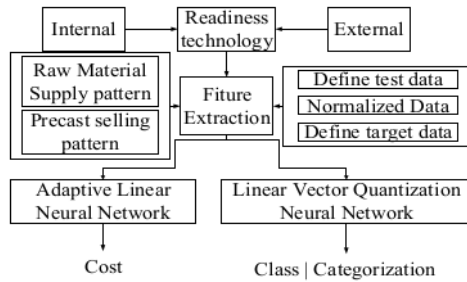 Internal
Readiness
technology
External
Raw Material
Supply pattern
Precast selling
pattern
Fiture
Extraction
Define test data
Normalized Data
Define target data
Adaptive Linear
Neural Network
Linear Vector Quantization
Neural Network
Cost
Class | Categorization